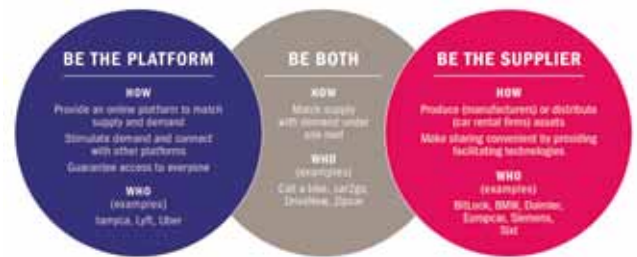 BE THE PLATFORM
HOW
Provide an online platform to match
supply and demand
Stimulate demand and connect
with other platforms
Guarantee access to everyone
WHO
(examples)
tamyca, Lyft, Uber
BE BOTH
HOW
Match supply
with demand under
one roof
WHO
(examples)
Call a bike, car2go,
DriveNow, Zipcar
BE THE SUPPLIER
HOW
Produce (manufacturers) or distribute
(car rental firms) assets
Make sharing convenient by providing
facilitating technologies
WHO
(examples)
BitLock, BMW, Daimler,
Europcar, Siemens,
Sixt